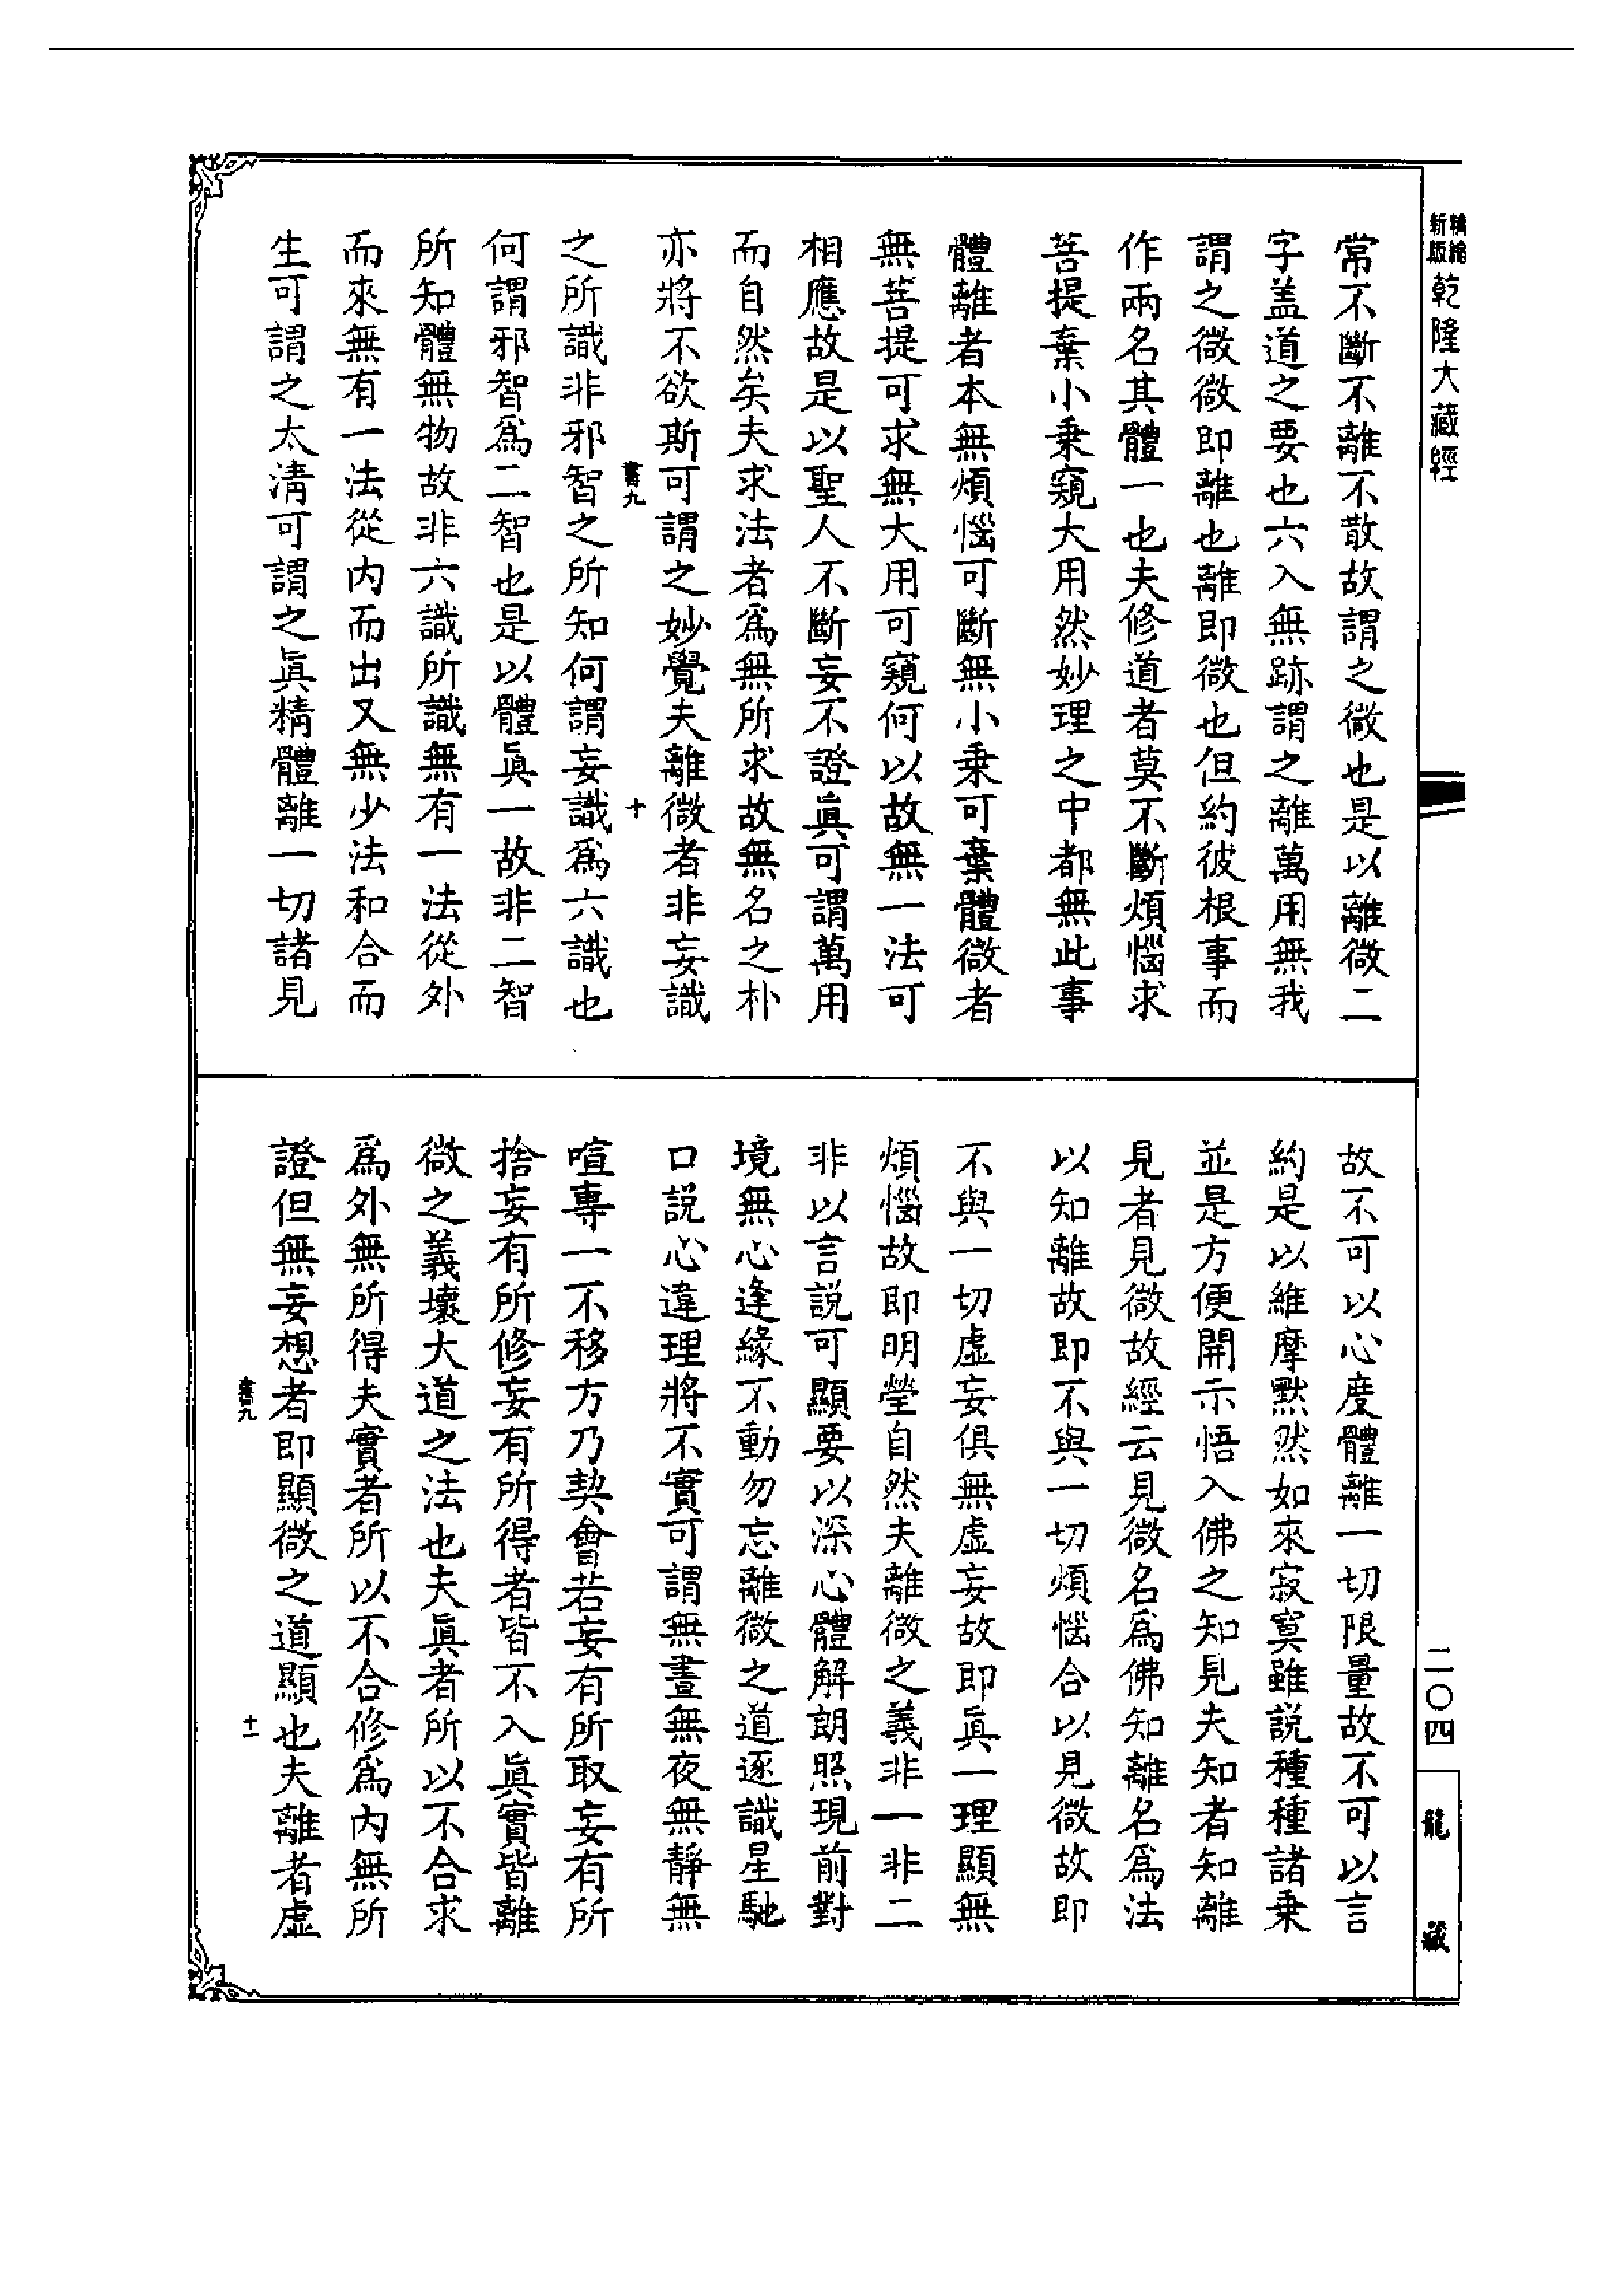 精縮新版乾隆大藏經
常不斷不離不散故謂之微也是以離微二
字盖道之要也六入無跡謂之離萬用無我
謂之微微即離也離即微也但約彼根事而
作兩名其體一也夫修道者莫不斷煩惱求
菩提棄小乗窺大用然妙理之中都無此事
體離者本無煩惱可斷無小乗可棄體微者
無菩提可求無大用可窺何以故無一法可
相應故是以聖人不斷妄不證眞可謂萬用
而自然矣夫求法者爲無所求故無名之朴
亦將不欲斯可謂之妙覺夫離微者非妄識
書九 十
之所識非邪智之所知何謂妄識爲六識也
何謂邪智爲二智也是以體眞一故非二智
所知體無物故非六識所識無有一法從外
而來無有一法從内而出又無少法和合而
生可謂之太淸可謂之眞精體離一切諸見
故不可以心度體離一切限量故不可以言
約是以維摩默然如來寂寞雖説種種諸乗
並是方便開示悟入佛之知見夫知者知離
見者見微故經云見微名爲佛知離名爲法
以知離故即不與一切煩惱合以見微故即
不與一切虛妄俱無虛妄故即眞一理顯無
煩惱故即明瑩自然夫離微之義非一非二
非以言説可顯要以深心體解朗照現前對
境無心逢緣不動勿忘離微之道逐識星馳
口説心違理將不實可謂無晝無夜無靜無
喧專一不移方乃契會若妄有所取妄有所
捨妄有所修妄有所得者皆不入眞實皆離
微之義壞大道之法也夫眞者所以不合求
爲外無所得夫實者所以不合修爲内無所
證但無妄想者即顯微之道顯也夫離者虛
書九 十一
二〇四
龍藏